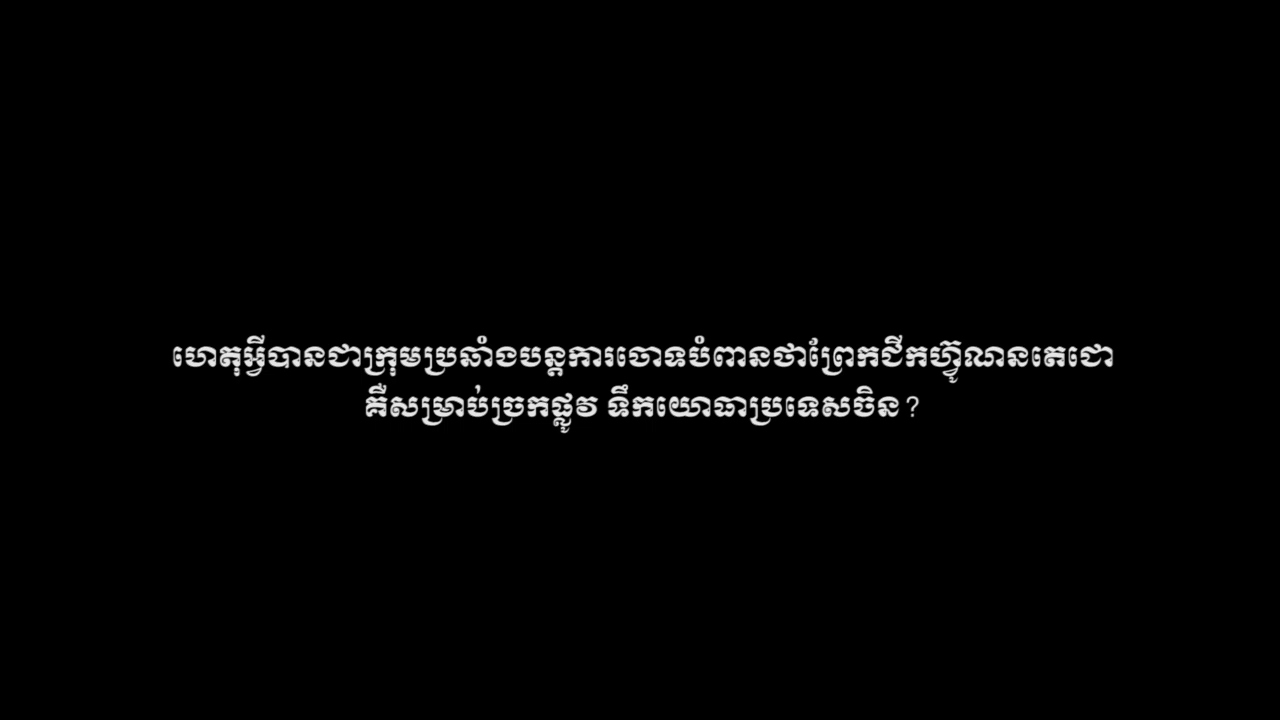 ហេតុអ្វីបានជាក្រុមប្រឆាំងបន្តការចោទបំពានថាព្រែកជីកហ្វ៊ូណនតេជោ
គឺសម្រាប់ច្រកផ្លូវ ទឹកយោធាប្រទេសចិន?